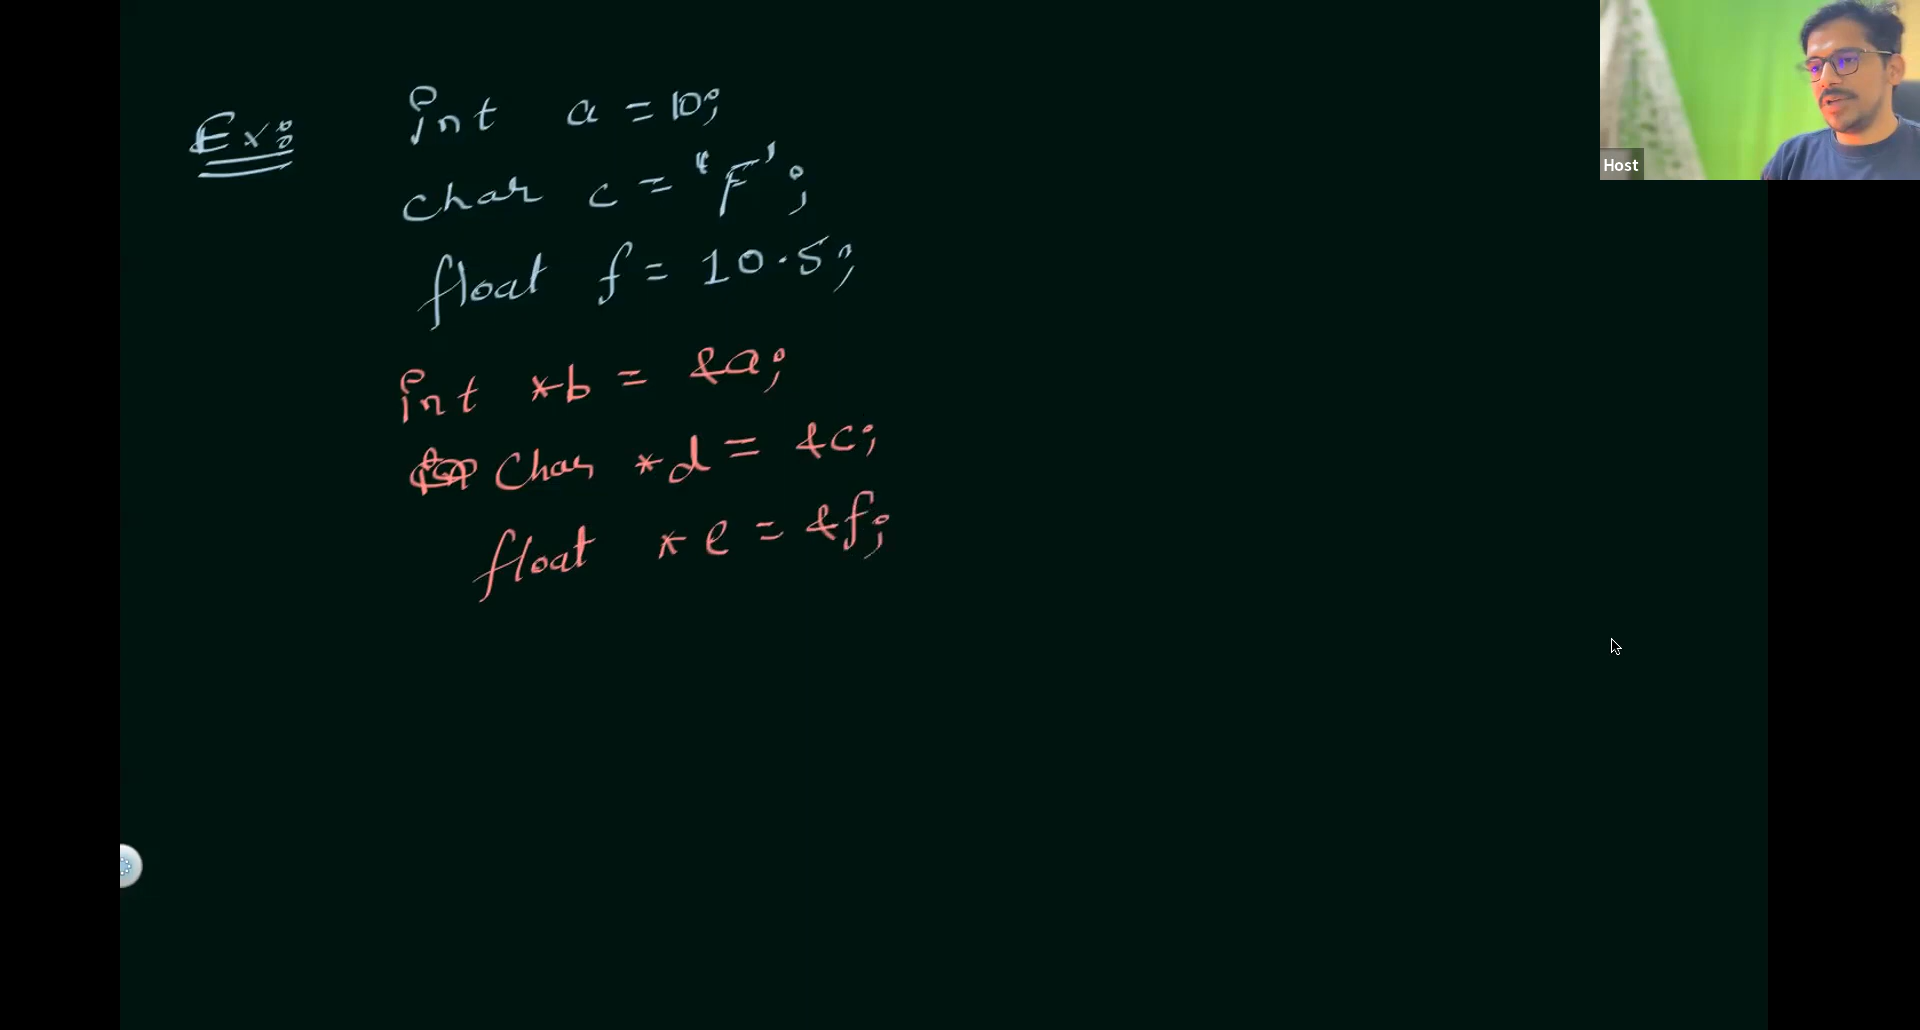 Ex:
int a = 10;
char c = 'F';
float f = 10.5;
int *b = &a;
char *d = &c;
float *e = &f;
Host